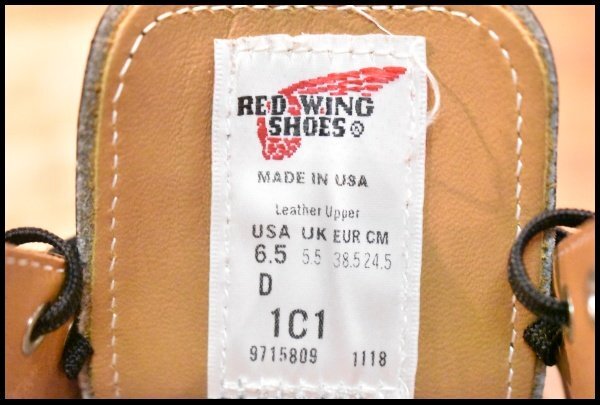 RED WING
SHOES®
MADE IN USA
Leather Upper
USA UK EUR CM
6.5 5.5 38.5 24.5
D
1C1
9715809 1118